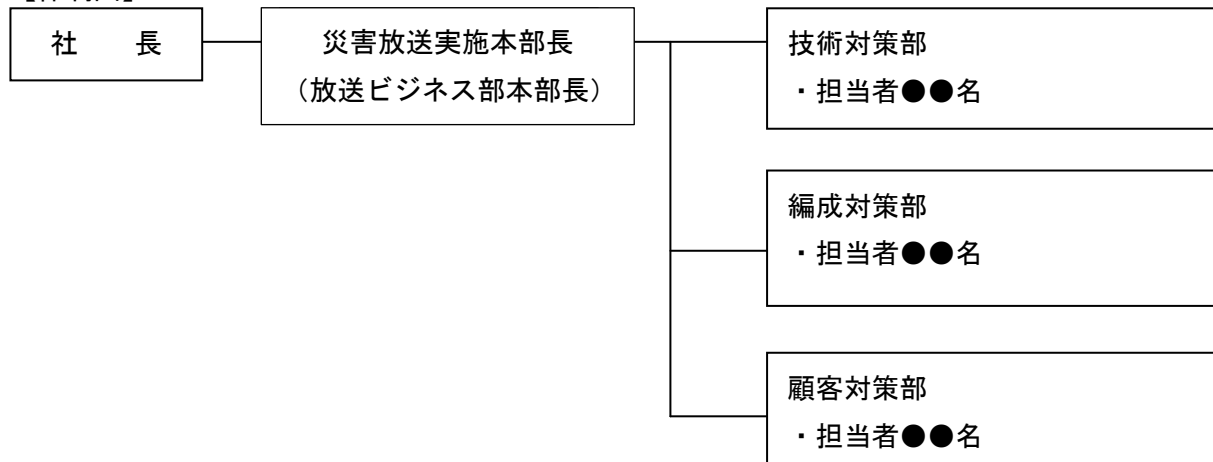 社　　長
災害放送実施本部長
（放送ビジネス部本部長）
技術対策部
・担当者●●名
編成対策部
・担当者●●名
顧客対策部
・担当者●●名